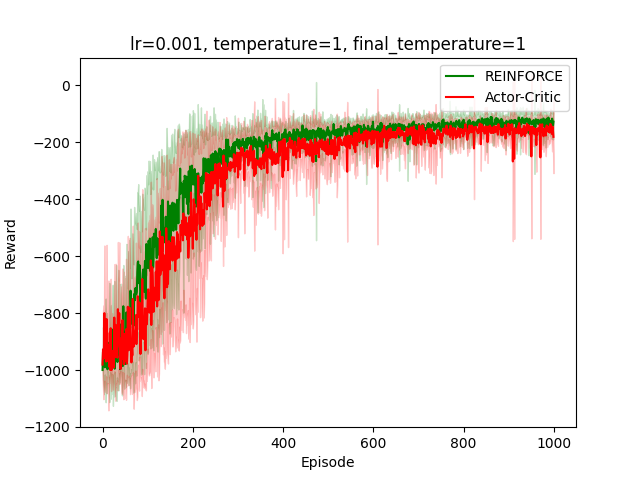 lr=0.001, temperature=1, final_temperature=1
REINFORCE
Actor-Critic
Reward
0
−200
−400
−600
−800
−1000
−1200
0 200 400 600 800 1000
Episode